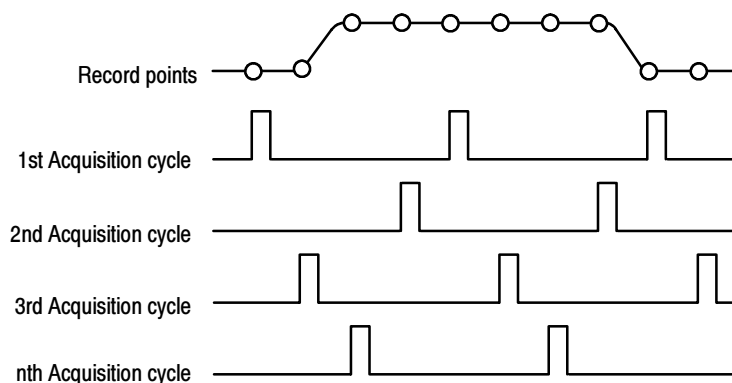 Record points
1st Acquisition cycle
2nd Acquisition cycle
3rd Acquisition cycle
nth Acquisition cycle